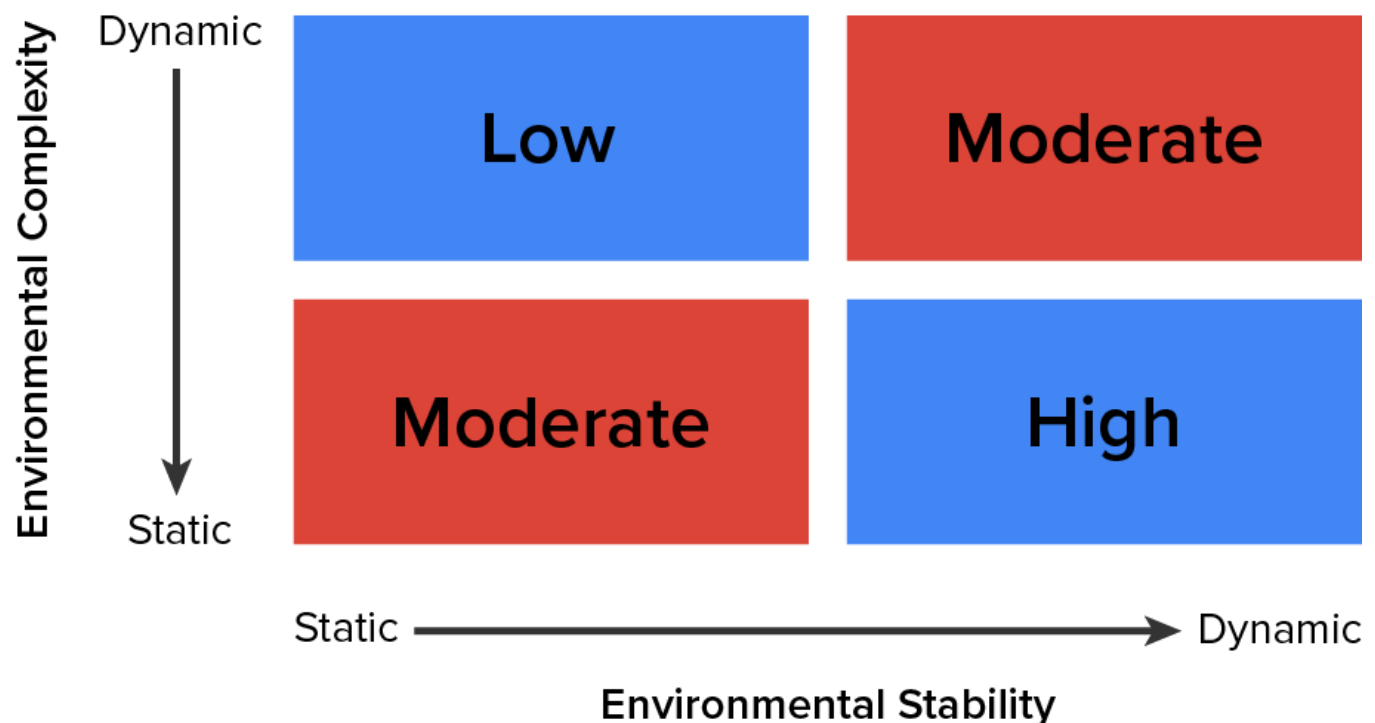 Environmental Complexity
Dynamic
Static
Low
Moderate
Moderate
High
Static
Dynamic
Environmental Stability